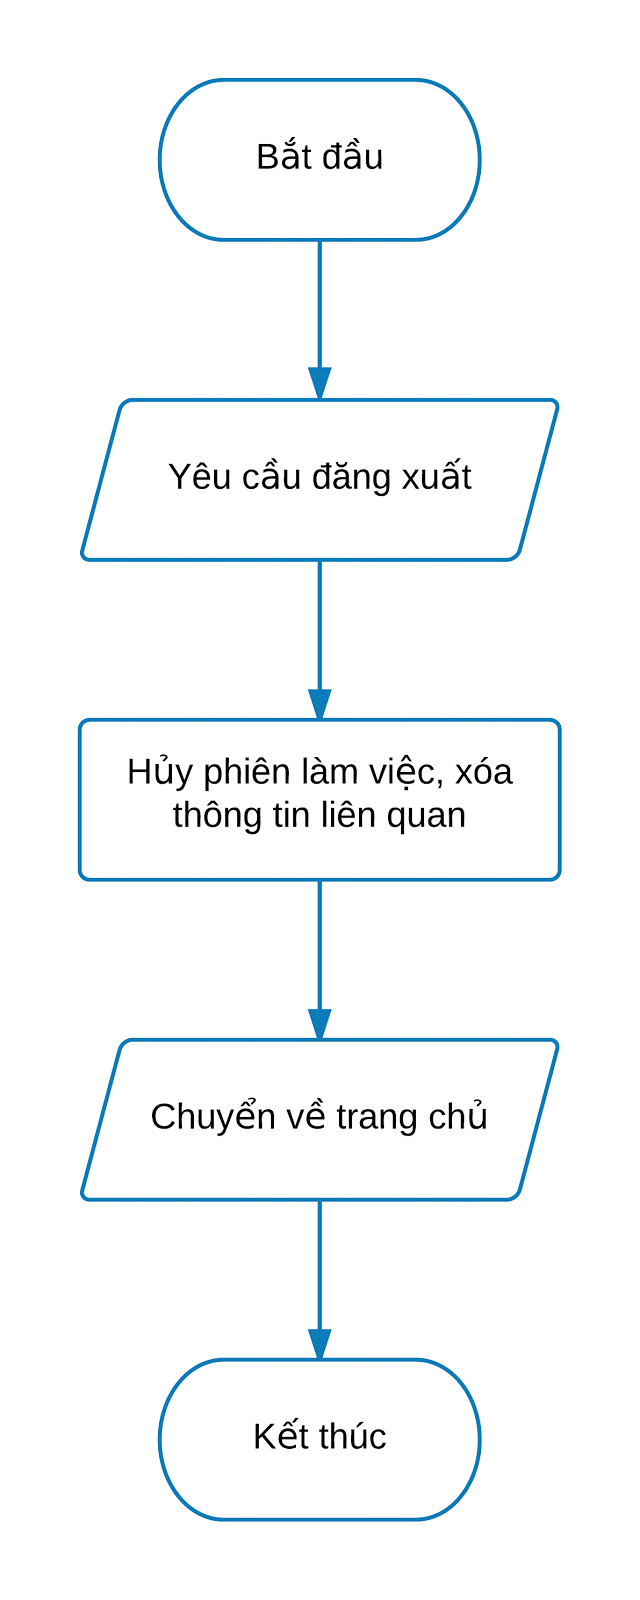 Bắt đầu
Yêu cầu đăng xuất
Hủy phiên làm việc, xóa
thông tin liên quan
Chuyển về trang chủ
Kết thúc